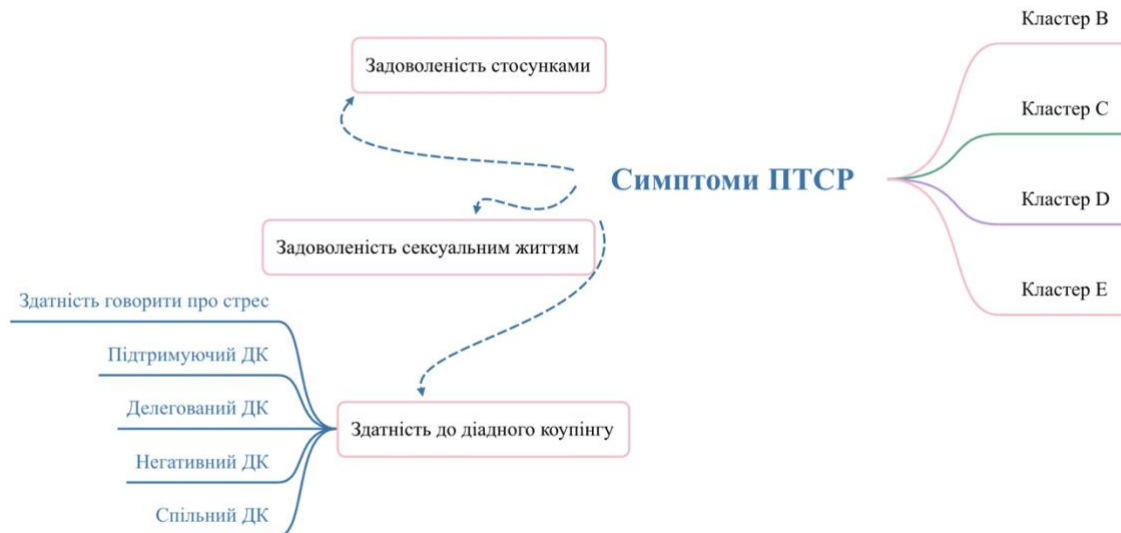 Кластер B
Задоволеність стосунками
Кластер C
Симптоми ПТСР
Кластер D
Задоволеність сексуальним життям
Кластер E
Здатність говорити про стрес
Підтримуючий ДК
Делегований ДК
Здатність до діадного коупінгу
Негативний ДК
Спільний ДК